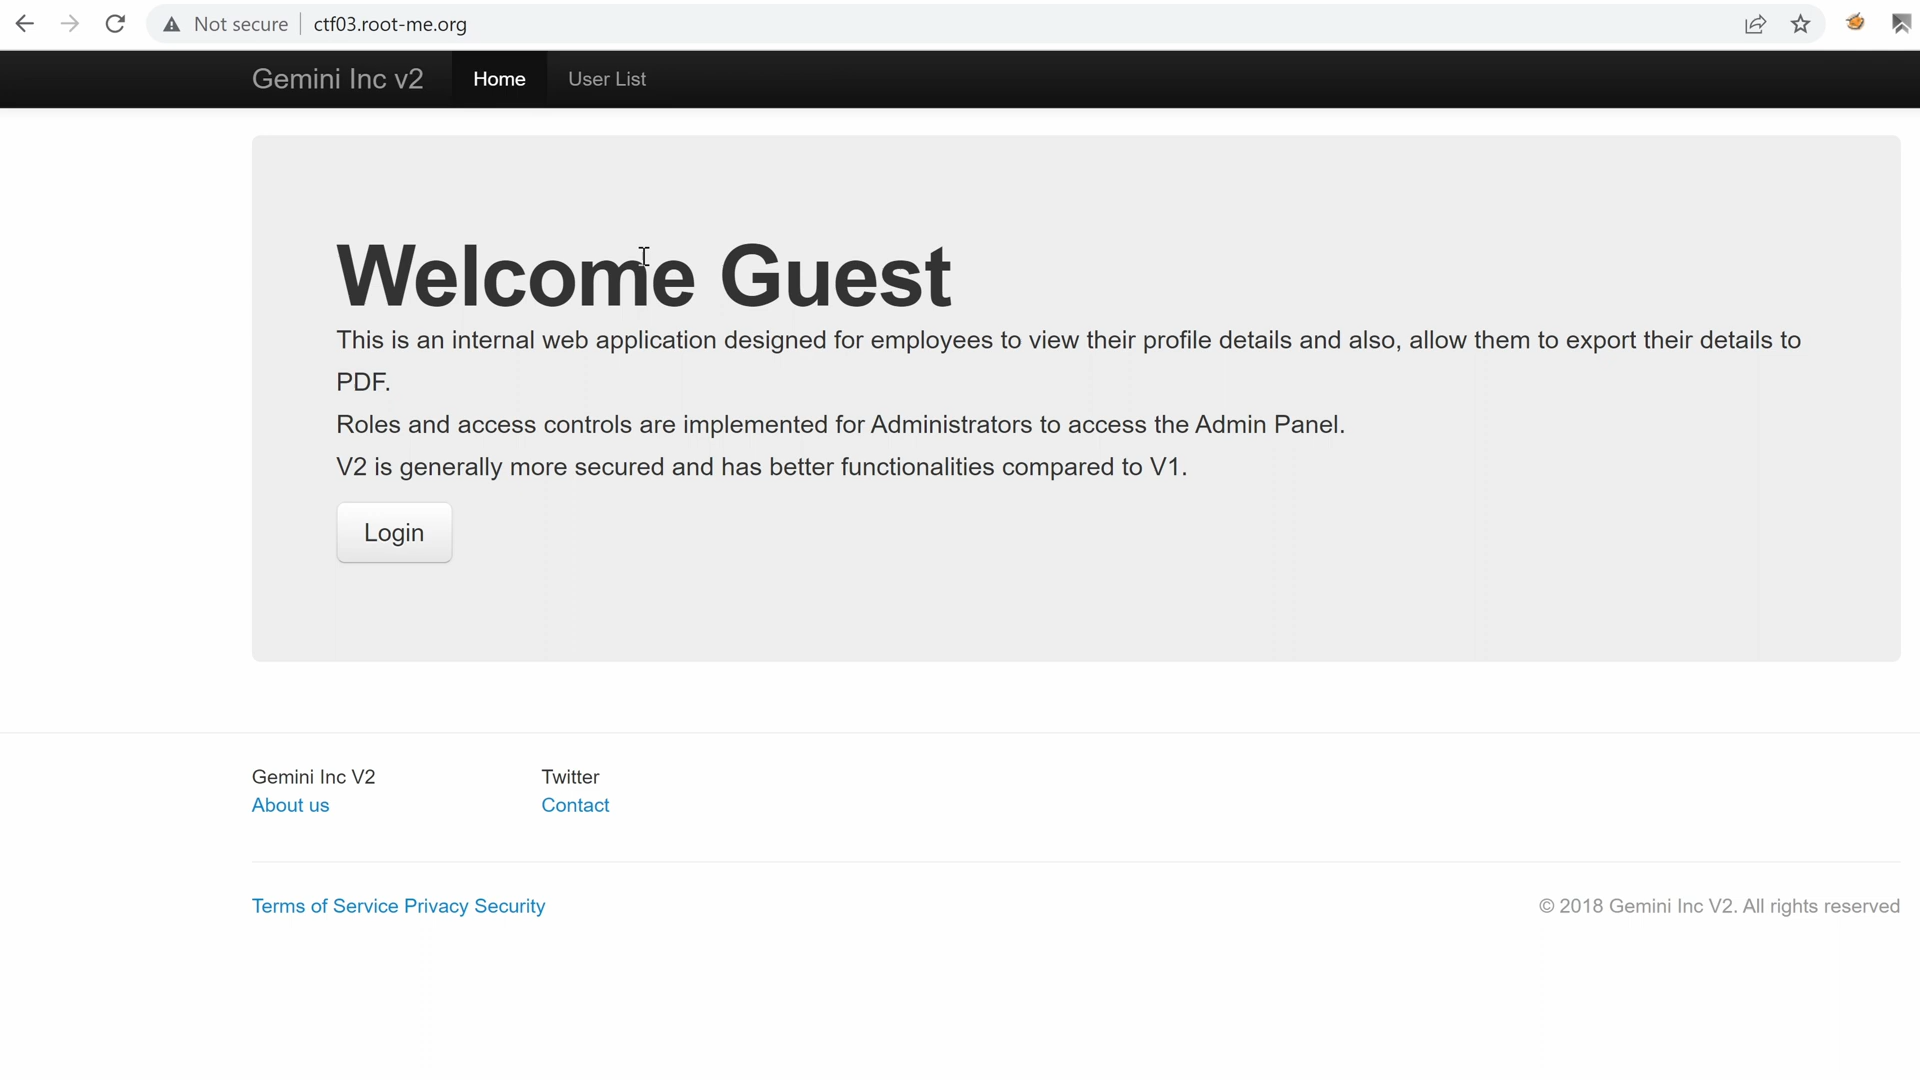 Not secure ctf03.root-me.org
Gemini Inc v2 Home User List
Welcome Guest
This is an internal web application designed for employees to view their profile details and also, allow them to export their details to
PDF.
Roles and access controls are implemented for Administrators to access the Admin Panel.
V2 is generally more secured and has better functionalities compared to V1.
Login
Gemini Inc V2 Twitter
About us Contact
Terms of Service Privacy Security © 2018 Gemini Inc V2. All rights reserved